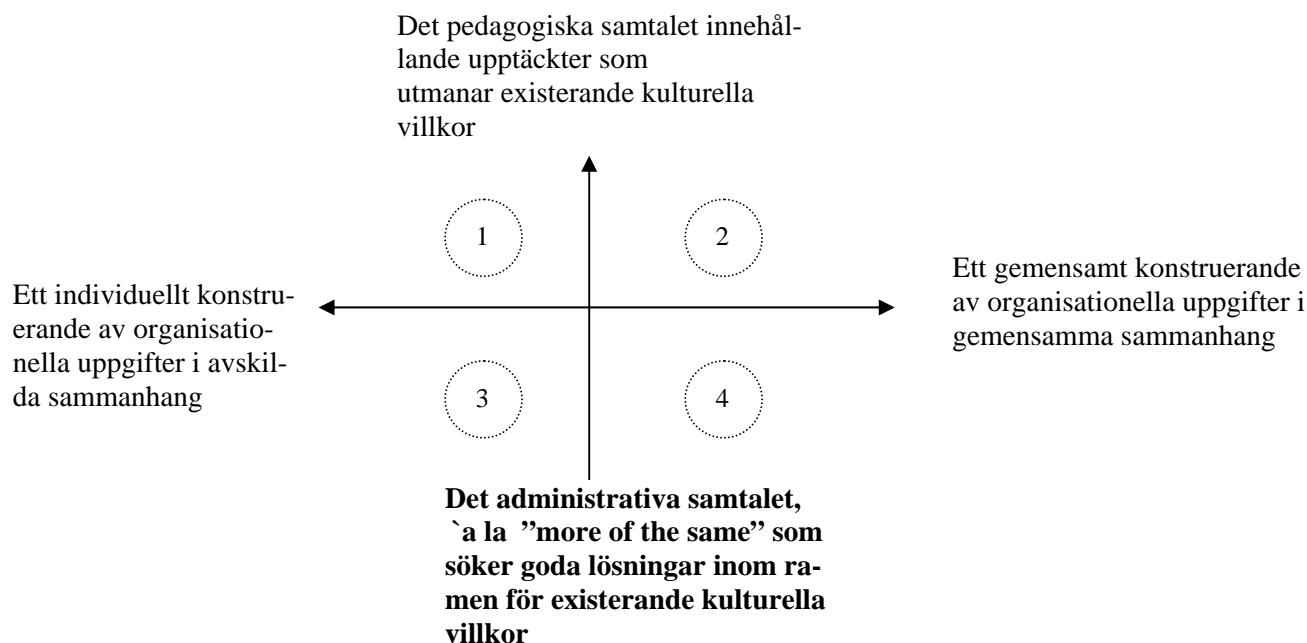 Det pedagogiska samtalet innehål-
lande upptäckter som
utmanar existerande kulturella
villkor
1
2
Ett individuellt konstru-
erande av organisatio-
nella uppgifter i avskil-
da sammanhang
Ett gemensamt konstruerande
av organisationella uppgifter i
gemensamma sammanhang
3
4
Det administrativa samtalet,
`a la ”more of the same” som
söker goda lösningar inom ra-
men för existerande kulturella
villkor